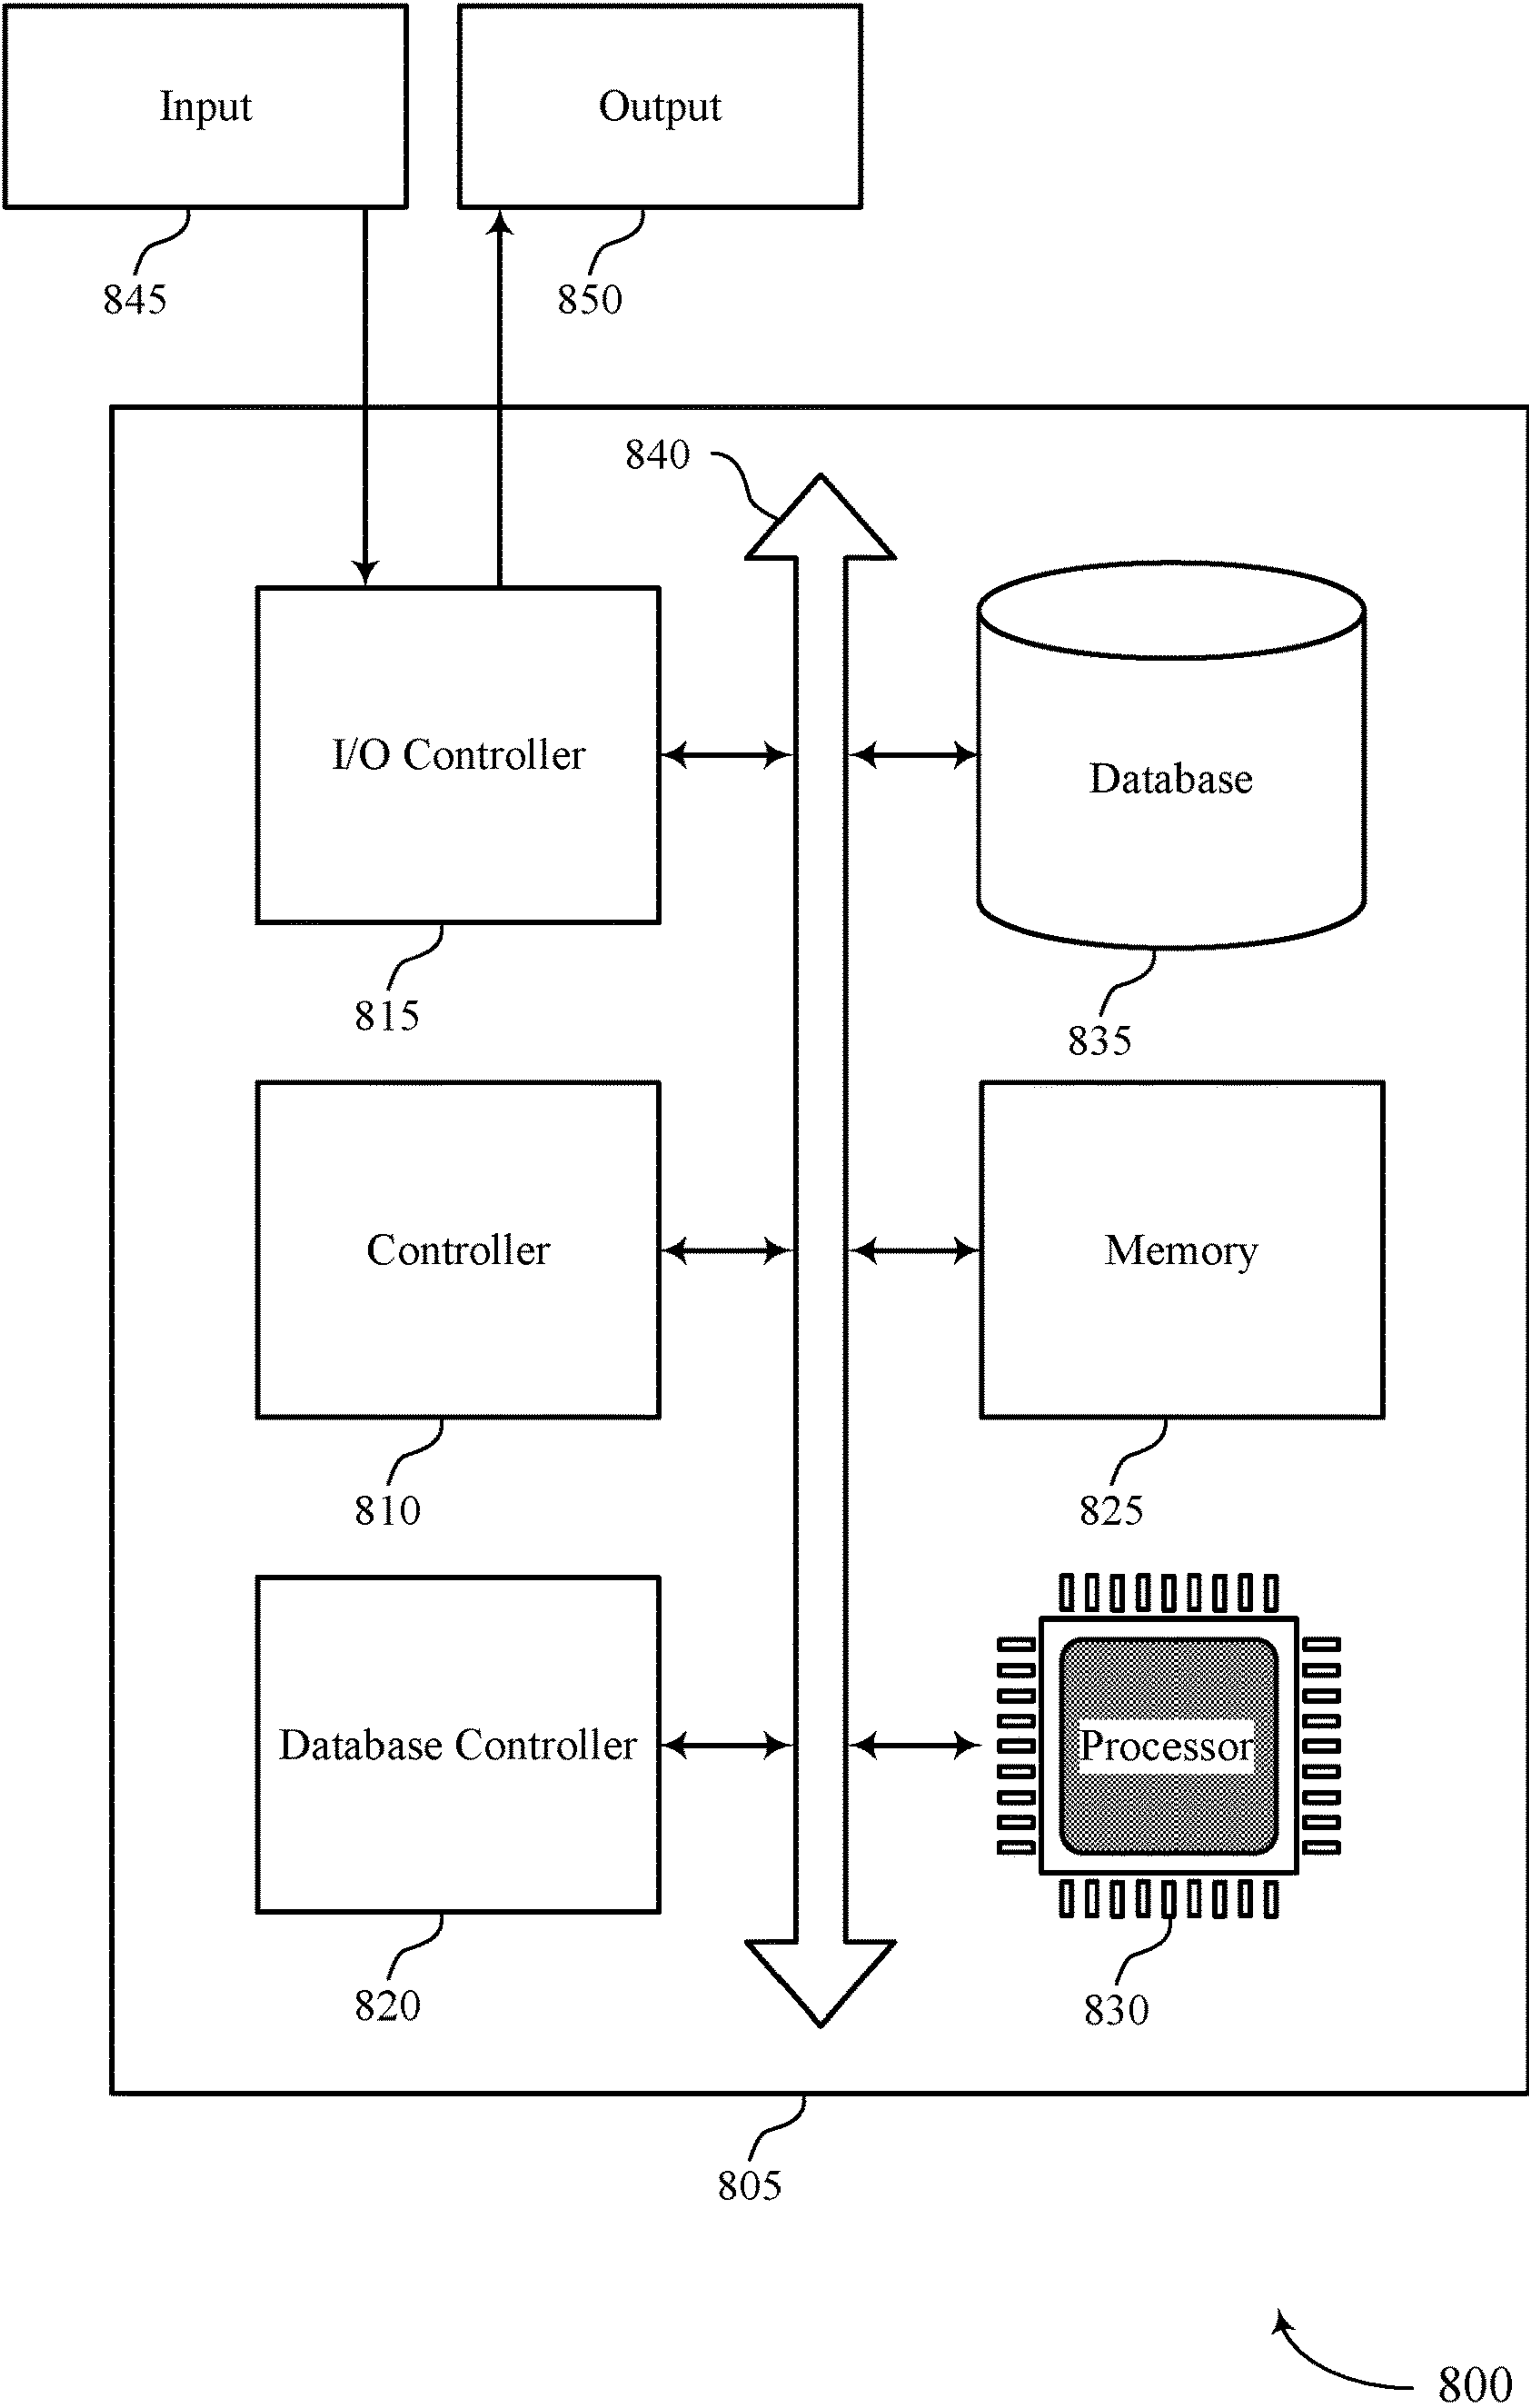 Input
Output
845
850
840
I/O Controller
Database
815
835
Controller
Memory
810
825
Database Controller
Processor
820
830
805
800